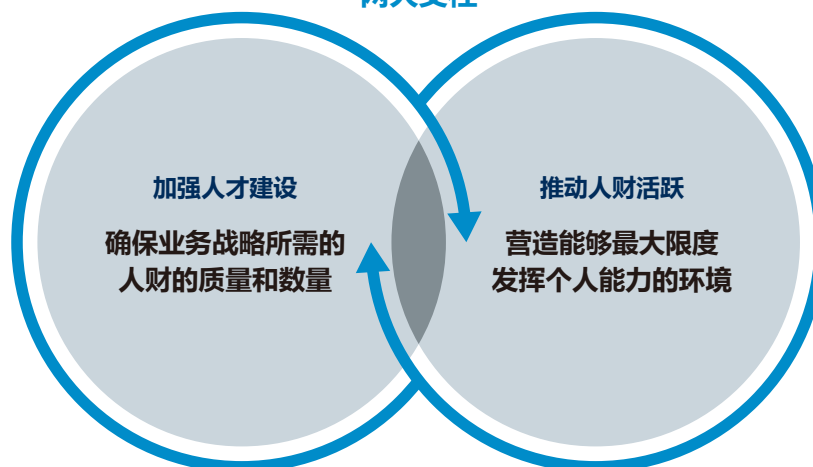 加强人才建设
确保业务战略所需的
人财的质量和数量
推动人财活跃
营造能够最大限度
发挥个人能力的环境